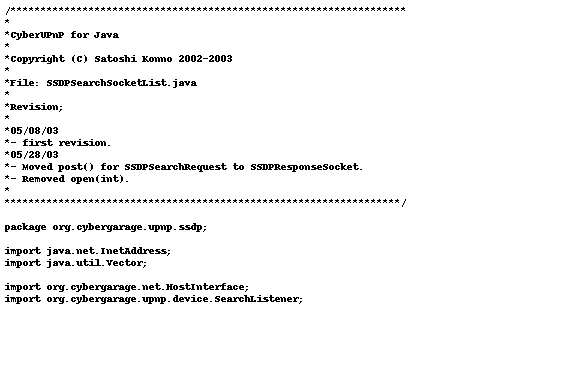 /******************************************************************
*
*CyberUPnP for Java
*
*Copyright (C) Satoshi Konno 2002-2003
*
*File: SSDPSearchSocketList.java
*
*Revision;
*
*05/08/03
*- first revision.
*05/28/03
*- Moved post() for SSDPSearchRequest to SSDPResponseSocket.
*- Removed open(int).
*
******************************************************************/
package org.cybergarage.upnp.ssdp;
import java.net.InetAddress;
import java.util.Vector;
import org.cybergarage.net.HostInterface;
import org.cybergarage.upnp.device.SearchListener;